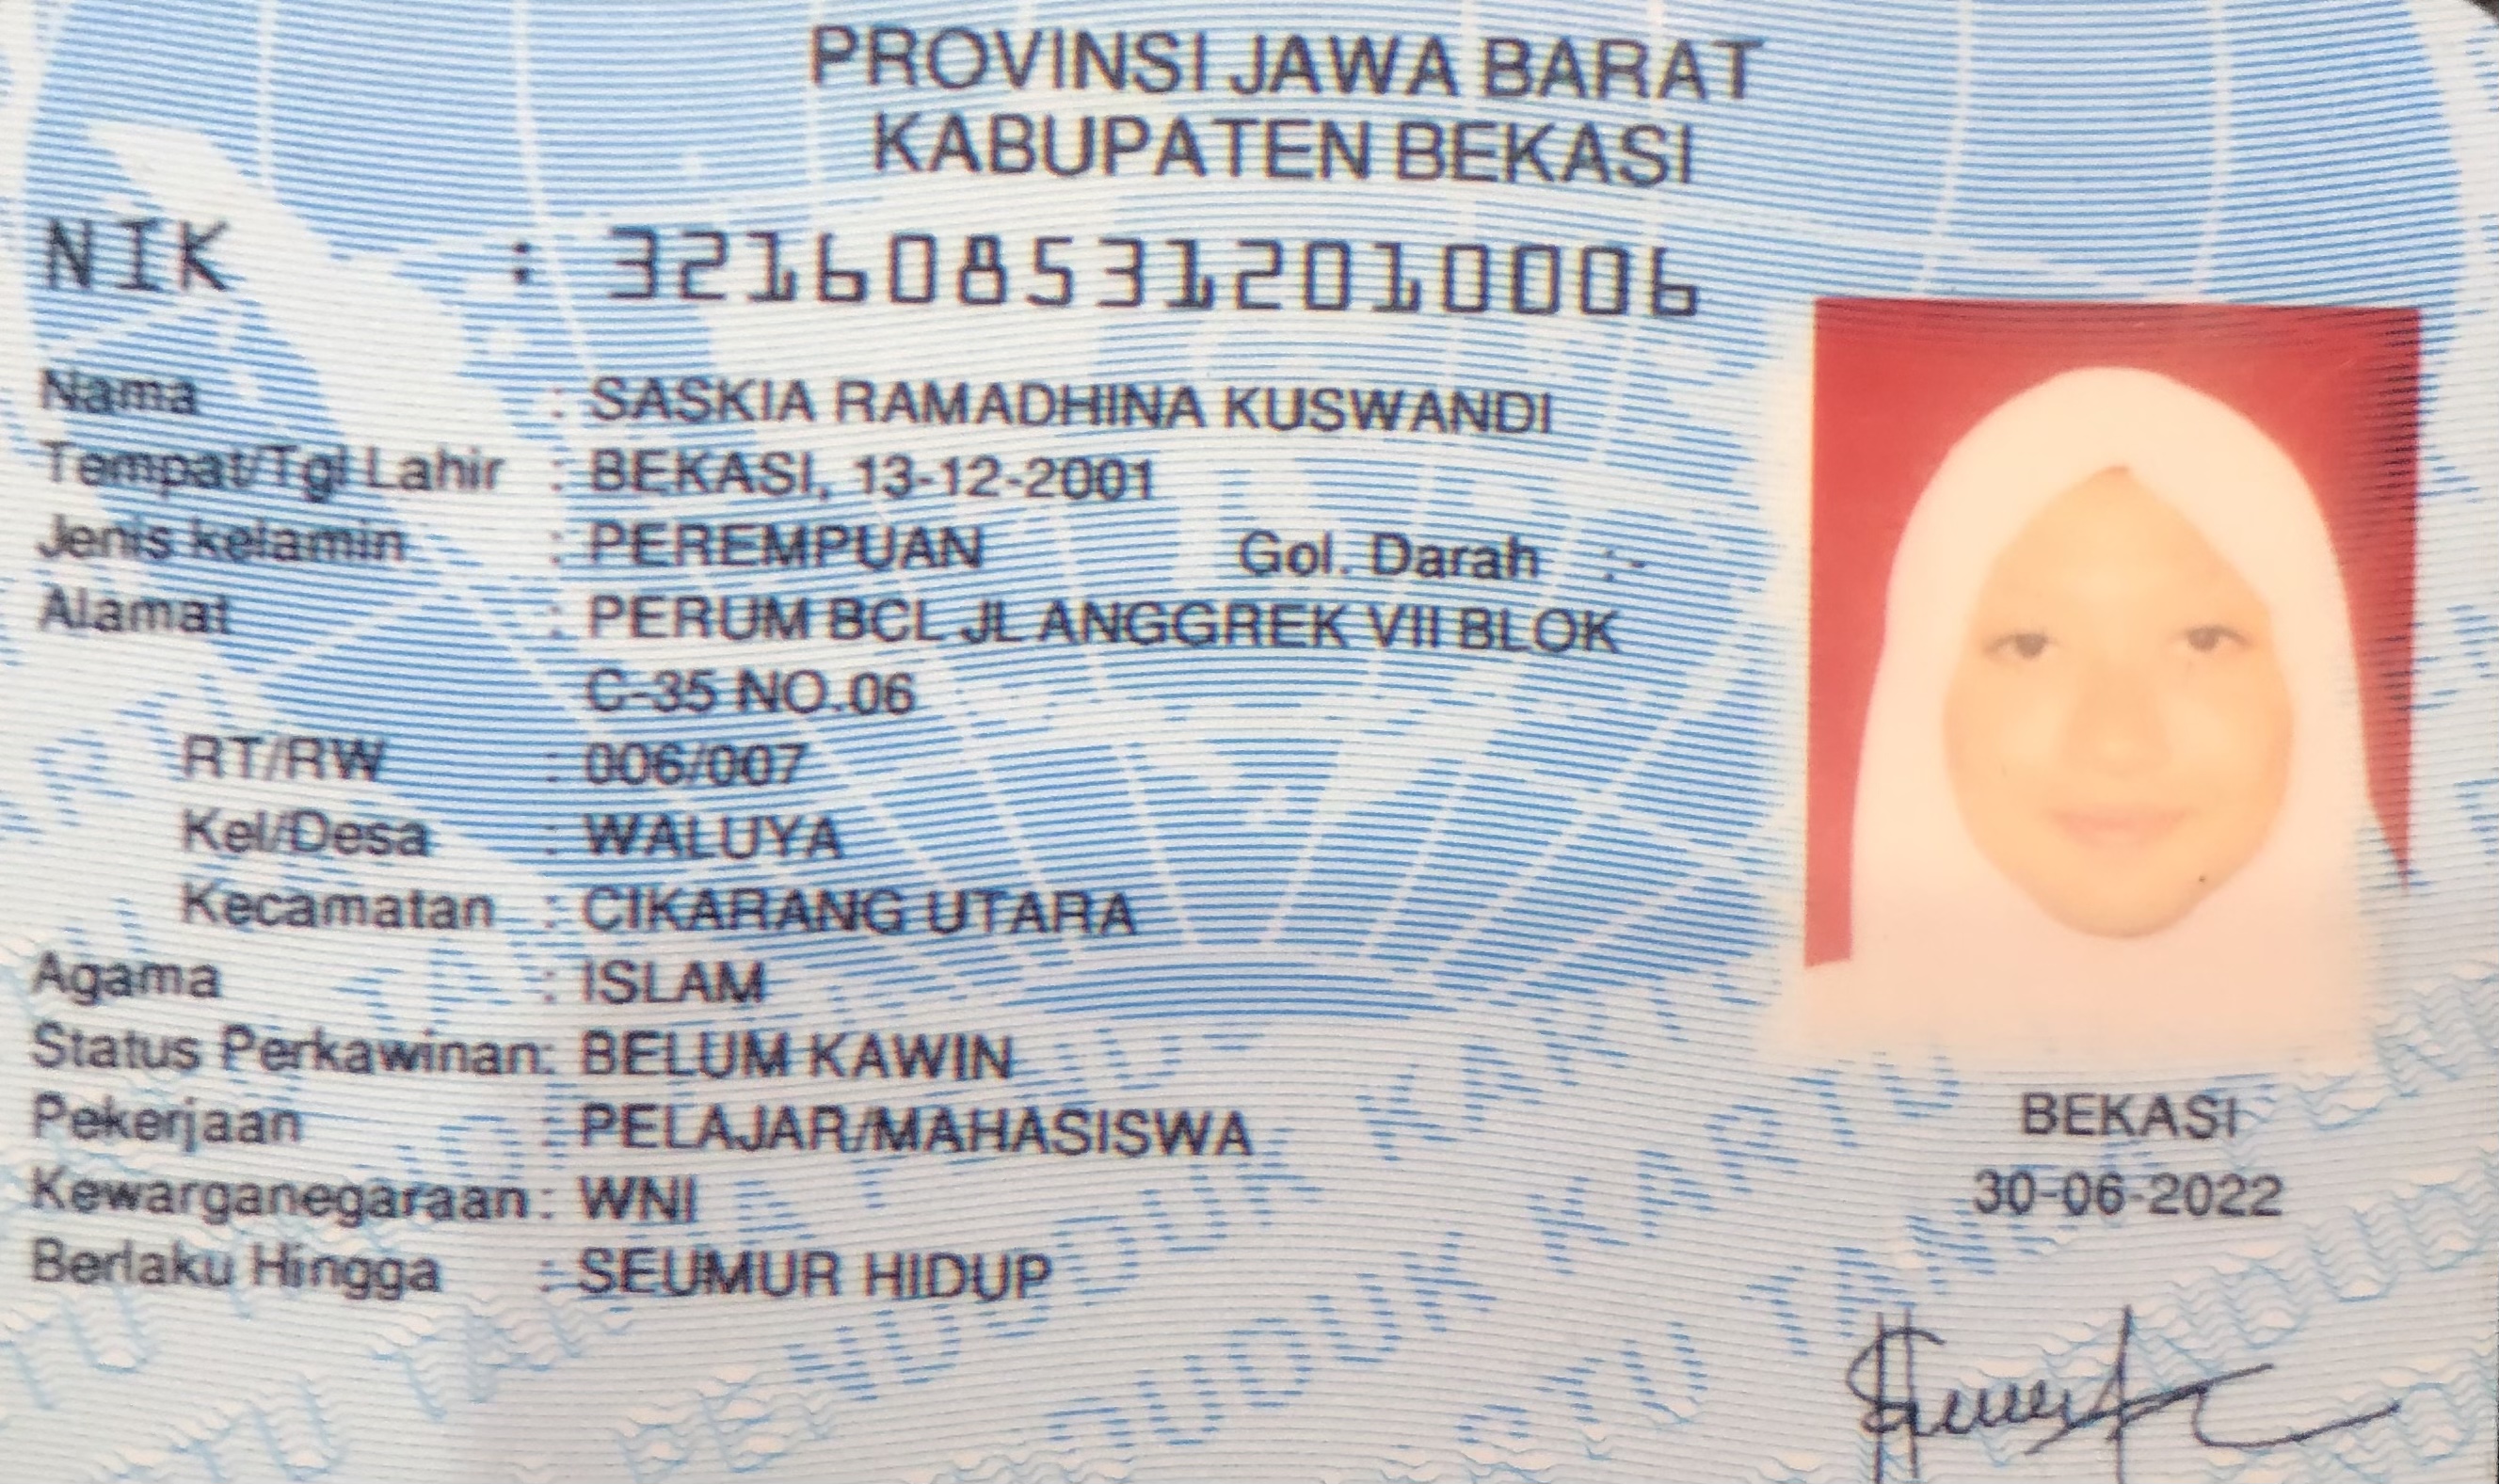 PROVINSI JAWA BARAT
KABUPATEN BEKASI
NIK : 3216085312010006
Nama : SASKIA RAMADHINA KUSWANDI
Tempat/Tgl Lahir : BEKASI, 13-12-2001
Jenis kelamin : PEREMPUAN Gol. Darah :-
Alamat : PERUM BCL JL ANGGREK VII BLOK
C-35 NO.06
RT/RW : 006/007
Kel/Desa : WALUYA
Kecamatan : CIKARANG UTARA
Agama : ISLAM
Status Perkawinan: BELUM KAWIN
Pekerjaan : PELAJAR/MAHASISWA
Kewarganegaraan: WNI
Berlaku Hingga : SEUMUR HIDUP
BEKASI
30-06-2022